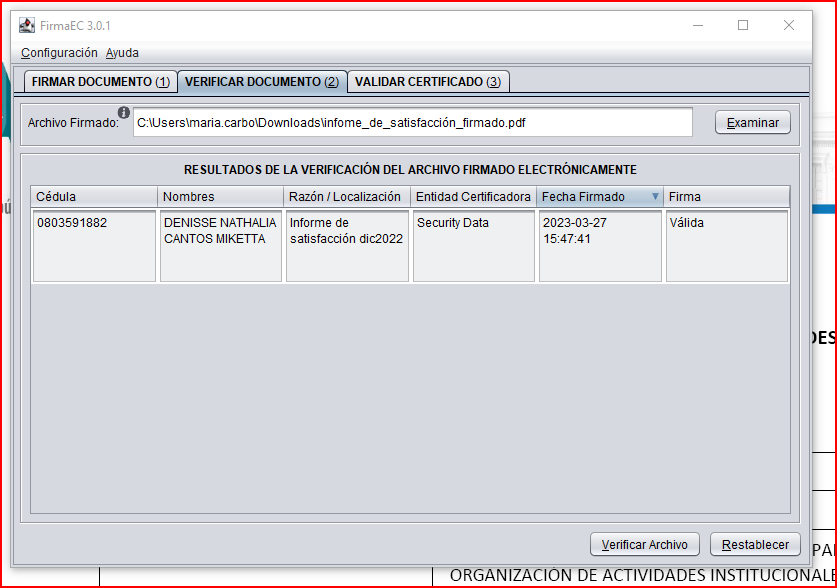 FirmaEC 3.0.1
Configuración Ayuda
FIRMAR DOCUMENTO (1) VERIFICAR DOCUMENTO (2) VALIDAR CERTIFICADO (3)
Archivo Firmado: C:\Users\maria.carbo\Downloads\infome_de_satisfacción_firmado.pdf Examinar
RESULTADOS DE LA VERIFICACIÓN DEL ARCHIVO FIRMADO ELECTRÓNICAMENTE
Cédula Nombres Razón / Localización Entidad Certificadora Fecha Firmado Firma
0803591882 DENISSE NATHALIA Informe de Security Data 2023-03-27 Válida
CANTOS MIKETTA satisfacción dic2022 15:47:41
Verificar Archivo Restablecer
ORGANIZACIÓN DE ACTIVIDADES INSTITUCIONALE